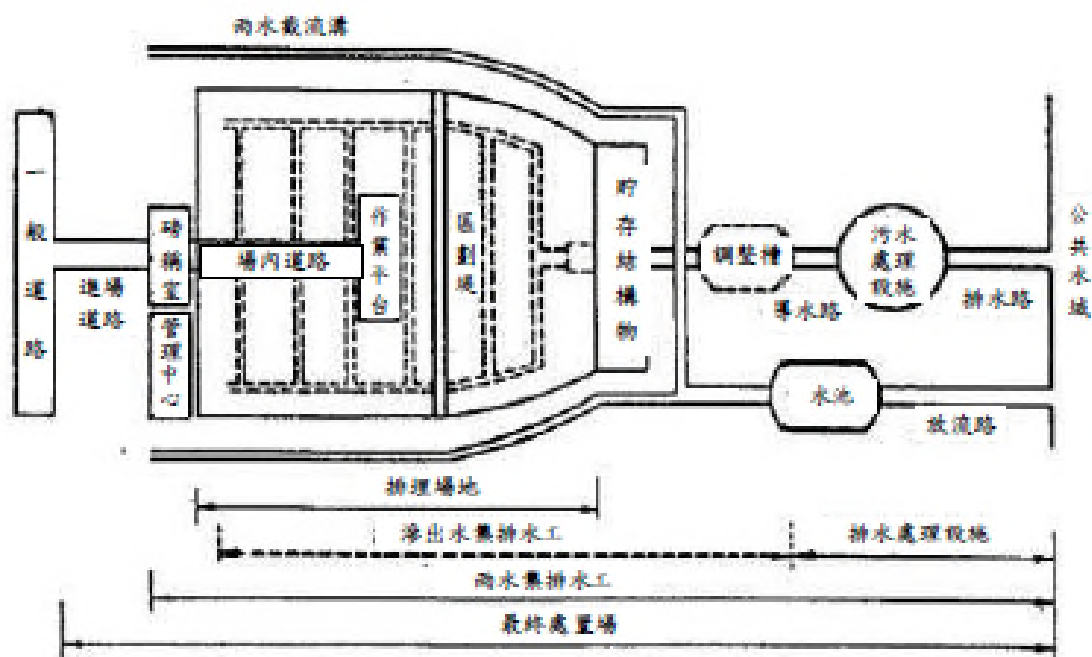 雨水截流溝
一般道路
進場
道路
磅稱室
管理中心
場內道路
作業平台
區劃堤
貯存結構物
調整槽
導水路
污水
處理
設施
排水路
公共水域
水池
放流路
掩埋場地
滲出水集排水工
排水處理設施
雨水集排水工
最終處置場